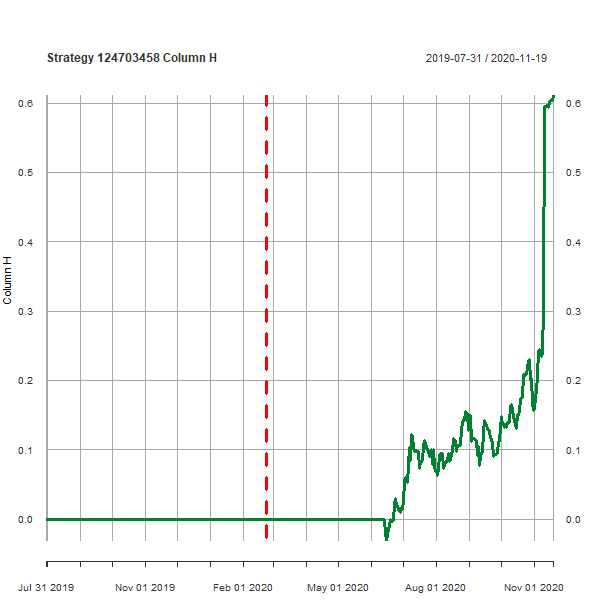 Strategy 124703458 Column H
2019-07-31 / 2020-11-19
0.6
0.6
0.5
0.5
0.4
0.4
Column H
0.3
0.3
0.2
0.2
0.1
0.1
0.0
0.0
Jul 31 2019
Nov 01 2019
Feb 01 2020
May 01 2020
Aug 01 2020
Nov 01 2020